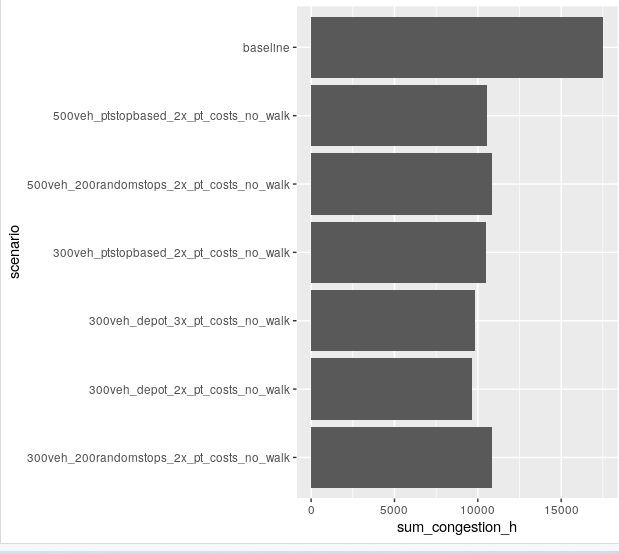 baseline
500veh_ptstopbased_2x_pt_costs_no_walk
500veh_200randomstops_2x_pt_costs_no_walk
300veh_ptstopbased_2x_pt_costs_no_walk
300veh_depot_3x_pt_costs_no_walk
300veh_depot_2x_pt_costs_no_walk
300veh_200randomstops_2x_pt_costs_no_walk
scenario
0 5000 10000 15000
sum_congestion_h